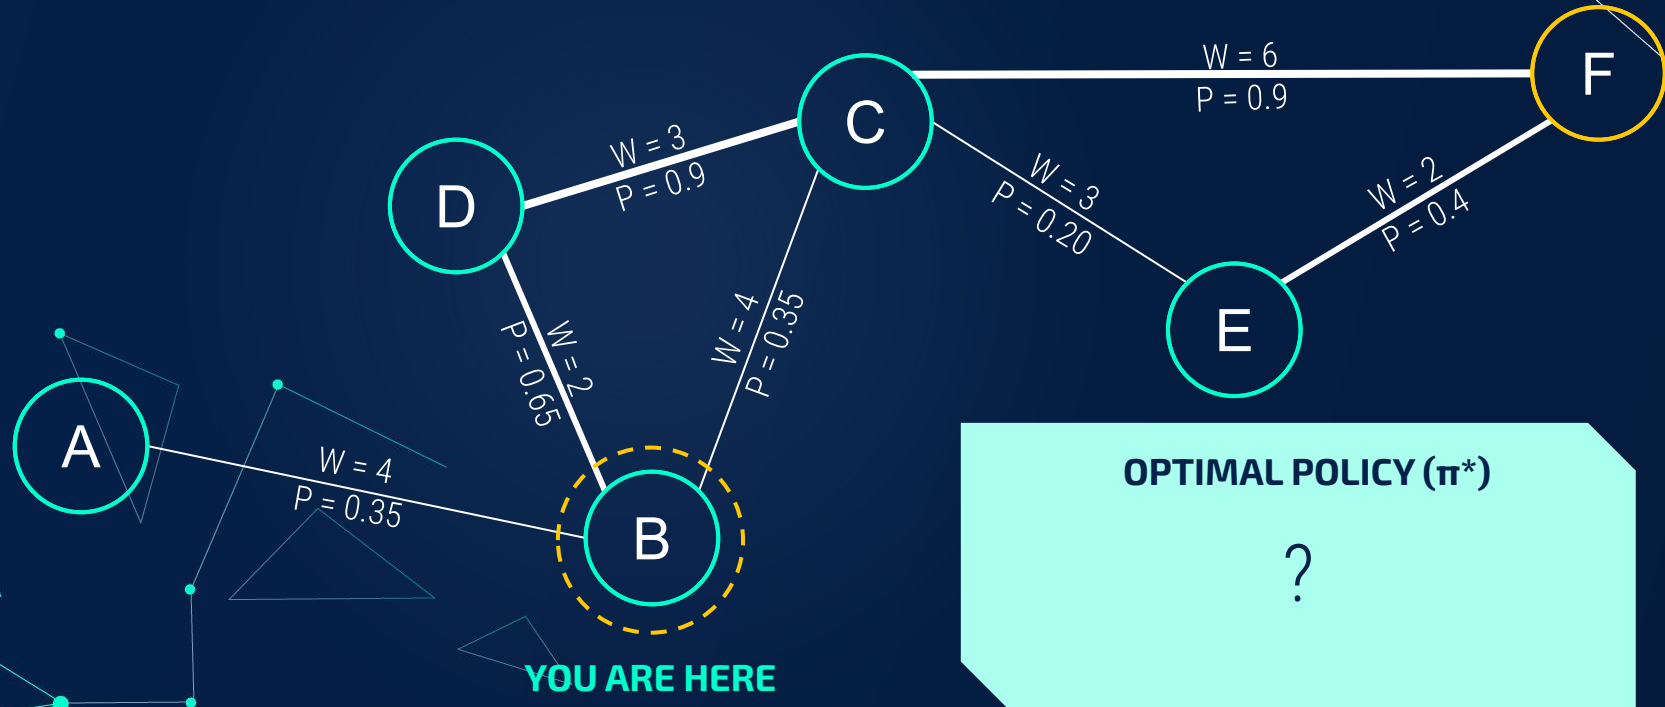 W = 6
P = 0.9
F
C
W = 3
P = 0.9
D
W = 3
P = 0.20
W = 2
P = 0.4
W = 4
P = 0.35
E
W = 2
P = 0.65
A
W = 4
P = 0.35
B
OPTIMAL POLICY (π*)
?
YOU ARE HERE